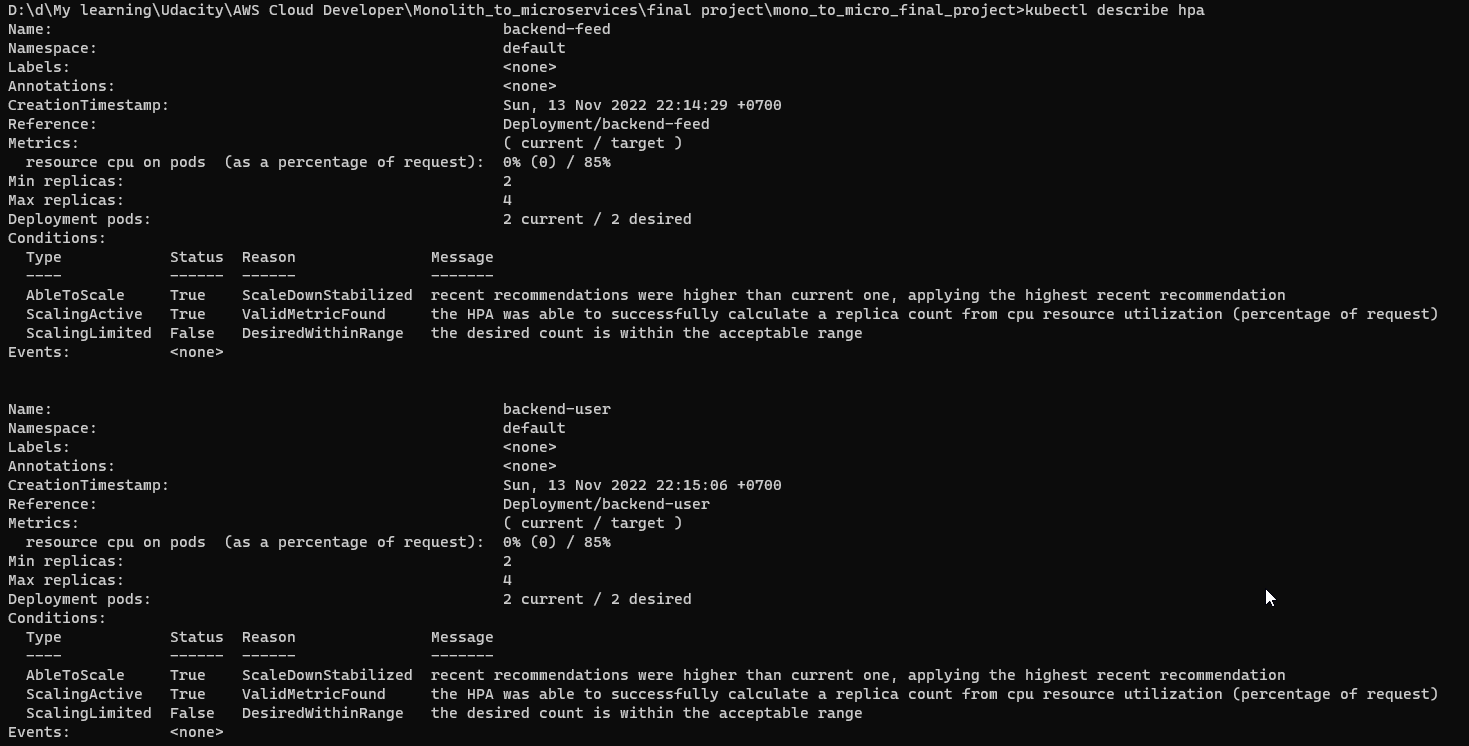 D:\d\My learning\Udacity\AWS Cloud Developer\Monolith_to_microservices\final project\mono_to_micro_final_project>kubectl describe hpa
Name: backend-feed
Namespace: default
Labels: <none>
Annotations: <none>
CreationTimestamp: Sun, 13 Nov 2022 22:14:29 +0700
Reference: Deployment/backend-feed
Metrics: ( current / target )
resource cpu on pods (as a percentage of request): 0% (0) / 85%
Min replicas: 2
Max replicas: 4
Deployment pods: 2 current / 2 desired
Conditions:
Type Status Reason Message
---- ------ ------ -------
AbleToScale True ScaleDownStabilized recent recommendations were higher than current one, applying the highest recent recommendation
ScalingActive True ValidMetricFound the HPA was able to successfully calculate a replica count from cpu resource utilization (percentage of request)
ScalingLimited False DesiredWithinRange the desired count is within the acceptable range
Events: <none>
Name: backend-user
Namespace: default
Labels: <none>
Annotations: <none>
CreationTimestamp: Sun, 13 Nov 2022 22:15:06 +0700
Reference: Deployment/backend-user
Metrics: ( current / target )
resource cpu on pods (as a percentage of request): 0% (0) / 85%
Min replicas: 2
Max replicas: 4
Deployment pods: 2 current / 2 desired
Conditions:
Type Status Reason Message
---- ------ ------ -------
AbleToScale True ScaleDownStabilized recent recommendations were higher than current one, applying the highest recent recommendation
ScalingActive True ValidMetricFound the HPA was able to successfully calculate a replica count from cpu resource utilization (percentage of request)
ScalingLimited False DesiredWithinRange the desired count is within the acceptable range
Events: <none>